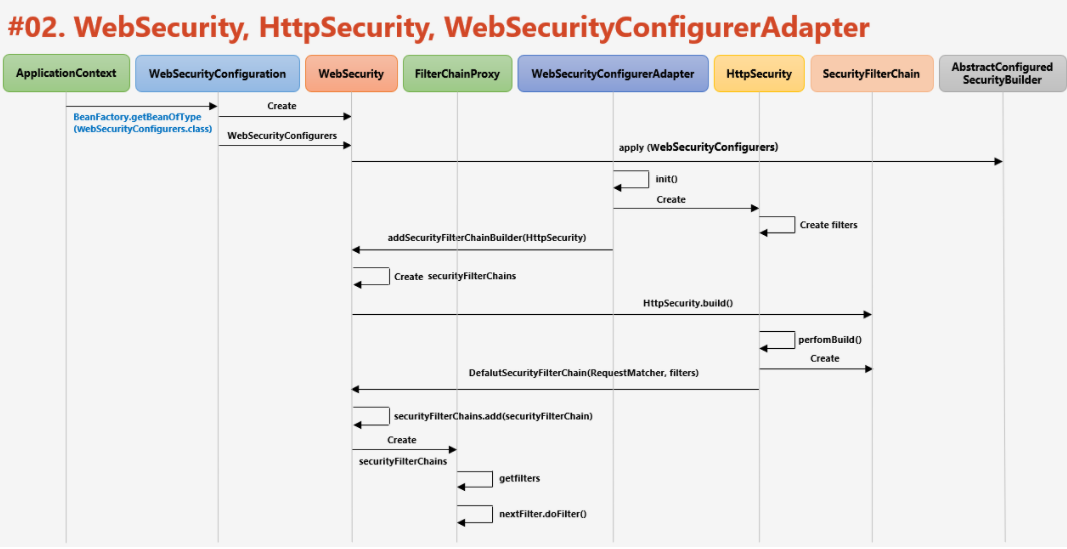 #02. WebSecurity, HttpSecurity, WebSecurityConfigurerAdapter
ApplicationContext
WebSecurityConfiguration
WebSecurity
FilterChainProxy
WebSecurityConfigurerAdapter
HttpSecurity
SecurityFilterChain
AbstractConfigured
SecurityBuilder
Create
BeanFactory.getBeanOfType
(WebSecurityConfigurers.class)
WebSecurityConfigurers
apply (WebSecurityConfigurers)
init()
Create
Create filters
addSecurityFilterChainBuilder(HttpSecurity)
Create securityFilterChains
HttpSecurity.build()
perfomBuild()
Create
DefalutSecurityFilterChain(RequestMatcher, filters)
securityFilterChains.add(securityFilterChain)
Create
securityFilterChains
getfilters
nextFilter.doFilter()